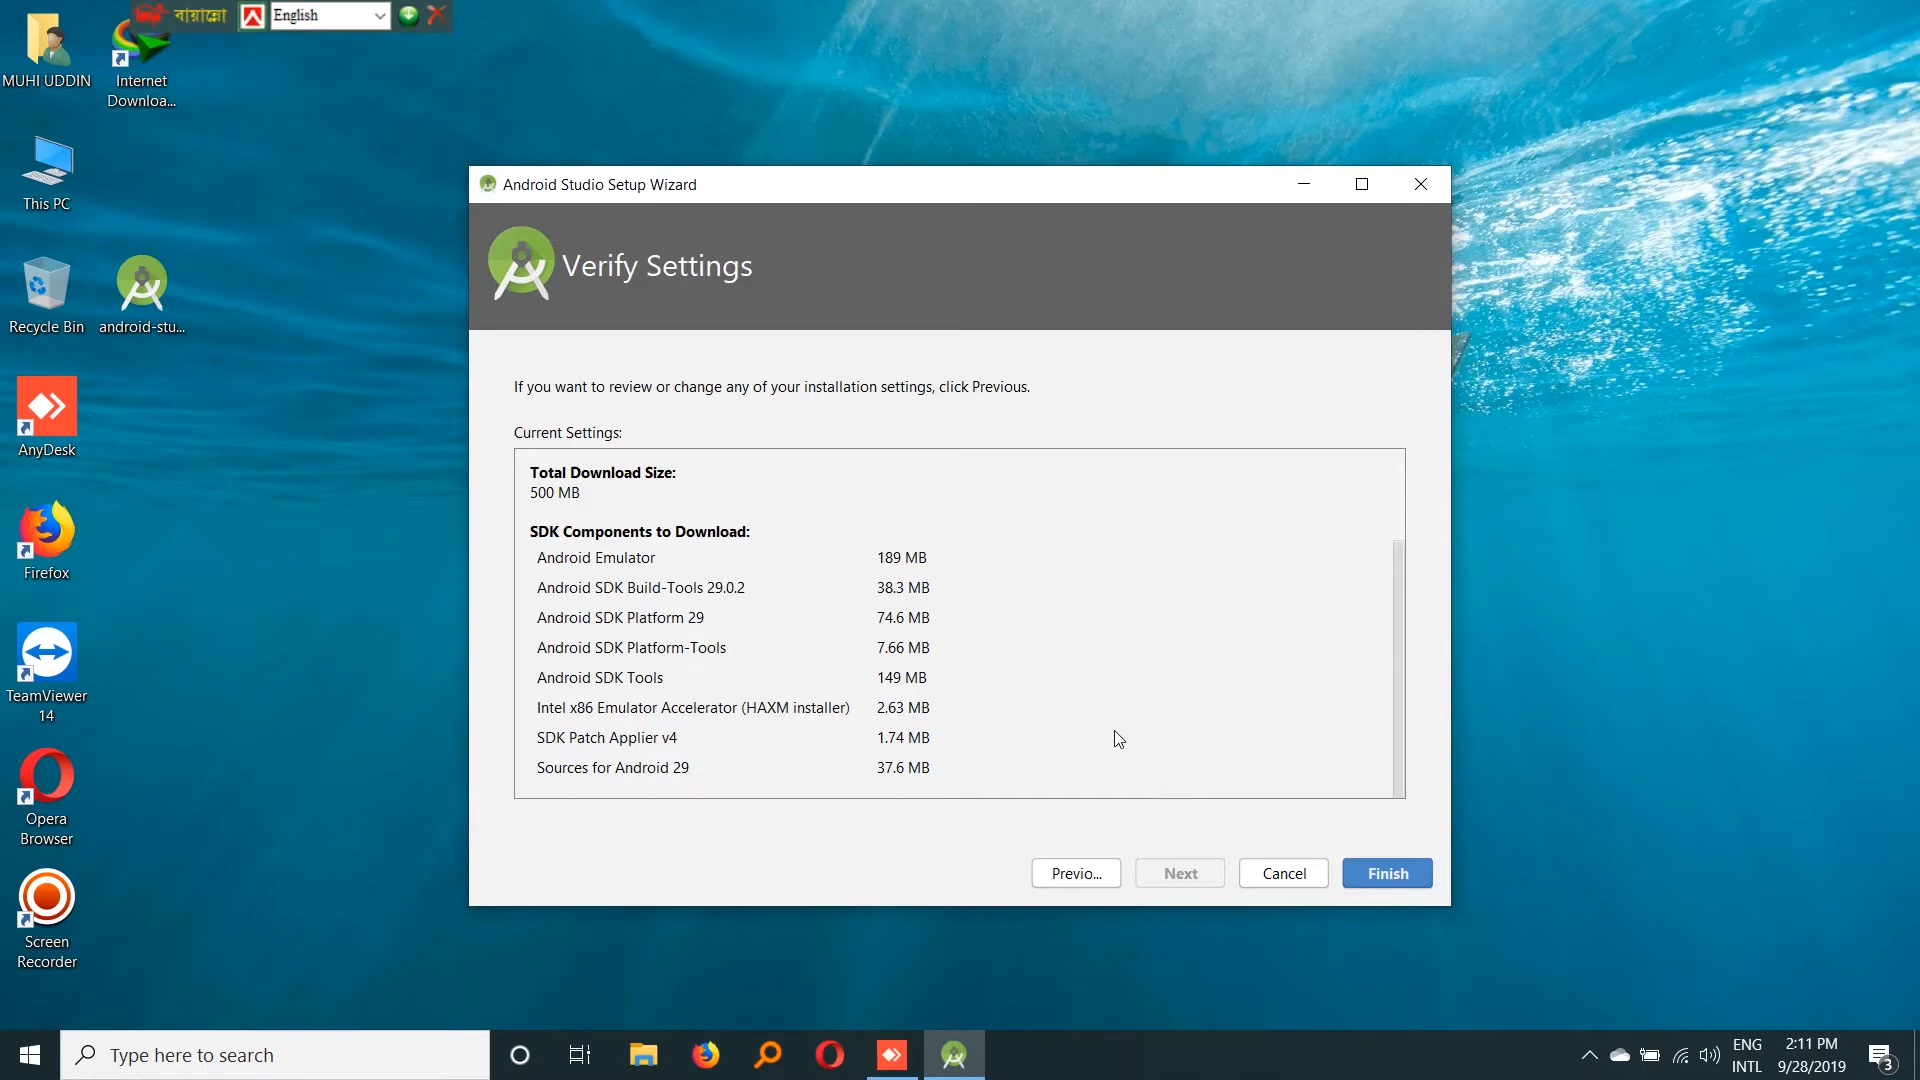 বায়ান্নো
English
MUHI UDDIN
Internet
Downloa...
This PC
Recycle Bin
android-stu...
AnyDesk
Firefox
TeamViewer
14
Opera
Browser
Screen
Recorder
Android Studio Setup Wizard
Verify Settings
If you want to review or change any of your installation settings, click Previous.
Current Settings:
Total Download Size:
500 MB
SDK Components to Download:
Android Emulator 189 MB
Android SDK Build-Tools 29.0.2 38.3 MB
Android SDK Platform 29 74.6 MB
Android SDK Platform-Tools 7.66 MB
Android SDK Tools 149 MB
Intel x86 Emulator Accelerator (HAXM installer) 2.63 MB
SDK Patch Applier v4 1.74 MB
Sources for Android 29 37.6 MB
Previo... Next Cancel Finish
Type here to search
ENG
INTL
2:11 PM
9/28/2019
3